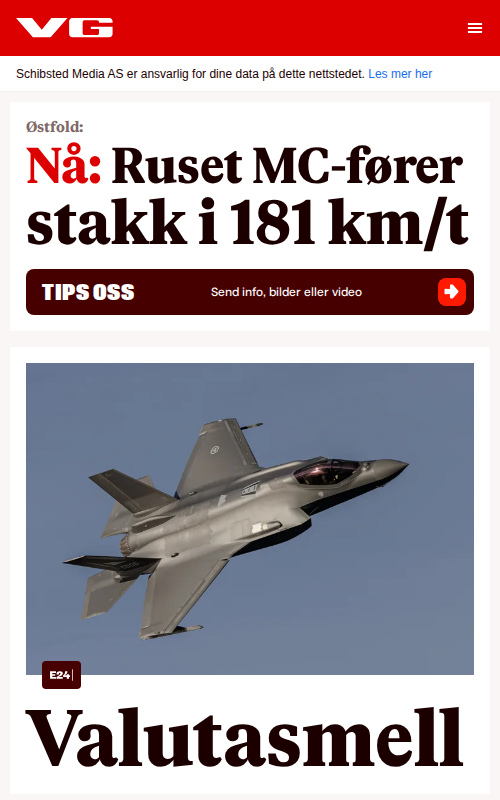 VG
Schibsted Media AS er ansvarlig for dine data på dette nettstedet. Les mer her
Østfold:
Nå: Ruset MC-fører
stakk i 181 km/t
TIPS OSS Send info, bilder eller video
E24
Valutasmell